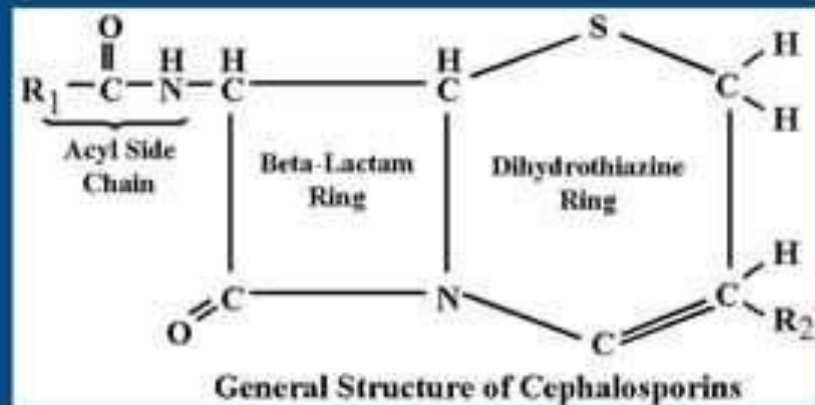 O
H H H S H
R1 C N C C C
H
Acyl Side
Chain
Beta-Lactam
Ring
Dihydrothiazine
Ring
H
C N C
O R2
C
General Structure of Cephalosporins